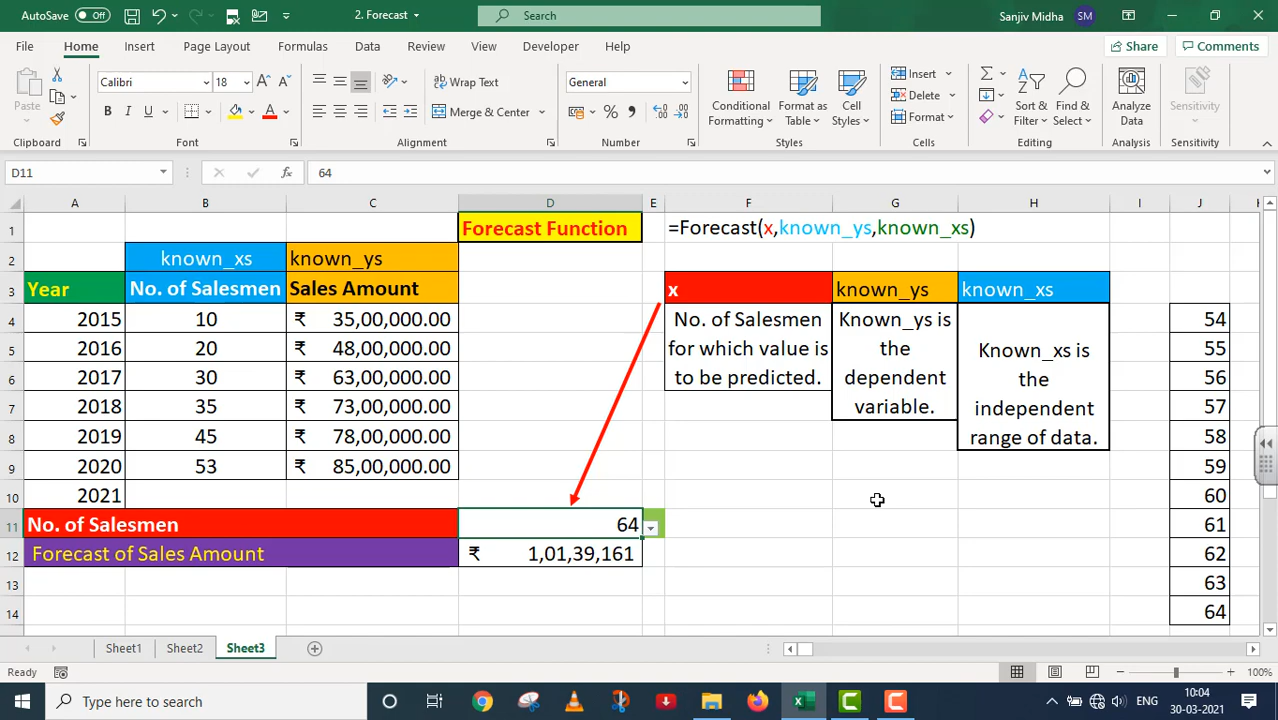 AutoSave Off
2. Forecast
Search
Sanjiv Midha SM
File Home Insert Page Layout Formulas Data Review View Developer Help
Share Comments
Paste
Clipboard
Calibri 18
B I U A
Font
Wrap Text
Merge & Center
Alignment
General
% ,
Number
Conditional Formatting
Format as Table
Cell Styles
Styles
Insert
Delete
Format
Cells
Sort & Filter
Find & Select
Editing
Analyze Data
Analysis
Sensitivity
Sensitivity
D11 fx 64
A B C D E F G H I J K
1 Forecast Function =Forecast(x,known_ys,known_xs)
2 known_xs known_ys
3 Year No. of Salesmen Sales Amount x known_ys known_xs
4 2015 10 ₹ 35,00,000.00 54
5 2016 20 ₹ 48,00,000.00 55
6 2017 30 ₹ 63,00,000.00 56
7 2018 35 ₹ 73,00,000.00 57
8 2019 45 ₹ 78,00,000.00 58
9 2020 53 ₹ 85,00,000.00 59
10 2021 60
11 No. of Salesmen 64 61
12 Forecast of Sales Amount ₹ 1,01,39,161 62
13 63
14 64
No. of Salesmen
for which value is
to be predicted.
Known_ys is
the
dependent
variable.
Known_xs is
the
independent
range of data.
Sheet1 Sheet2 Sheet3
Ready 100%
Type here to search
ENG
10:04
30-03-2021